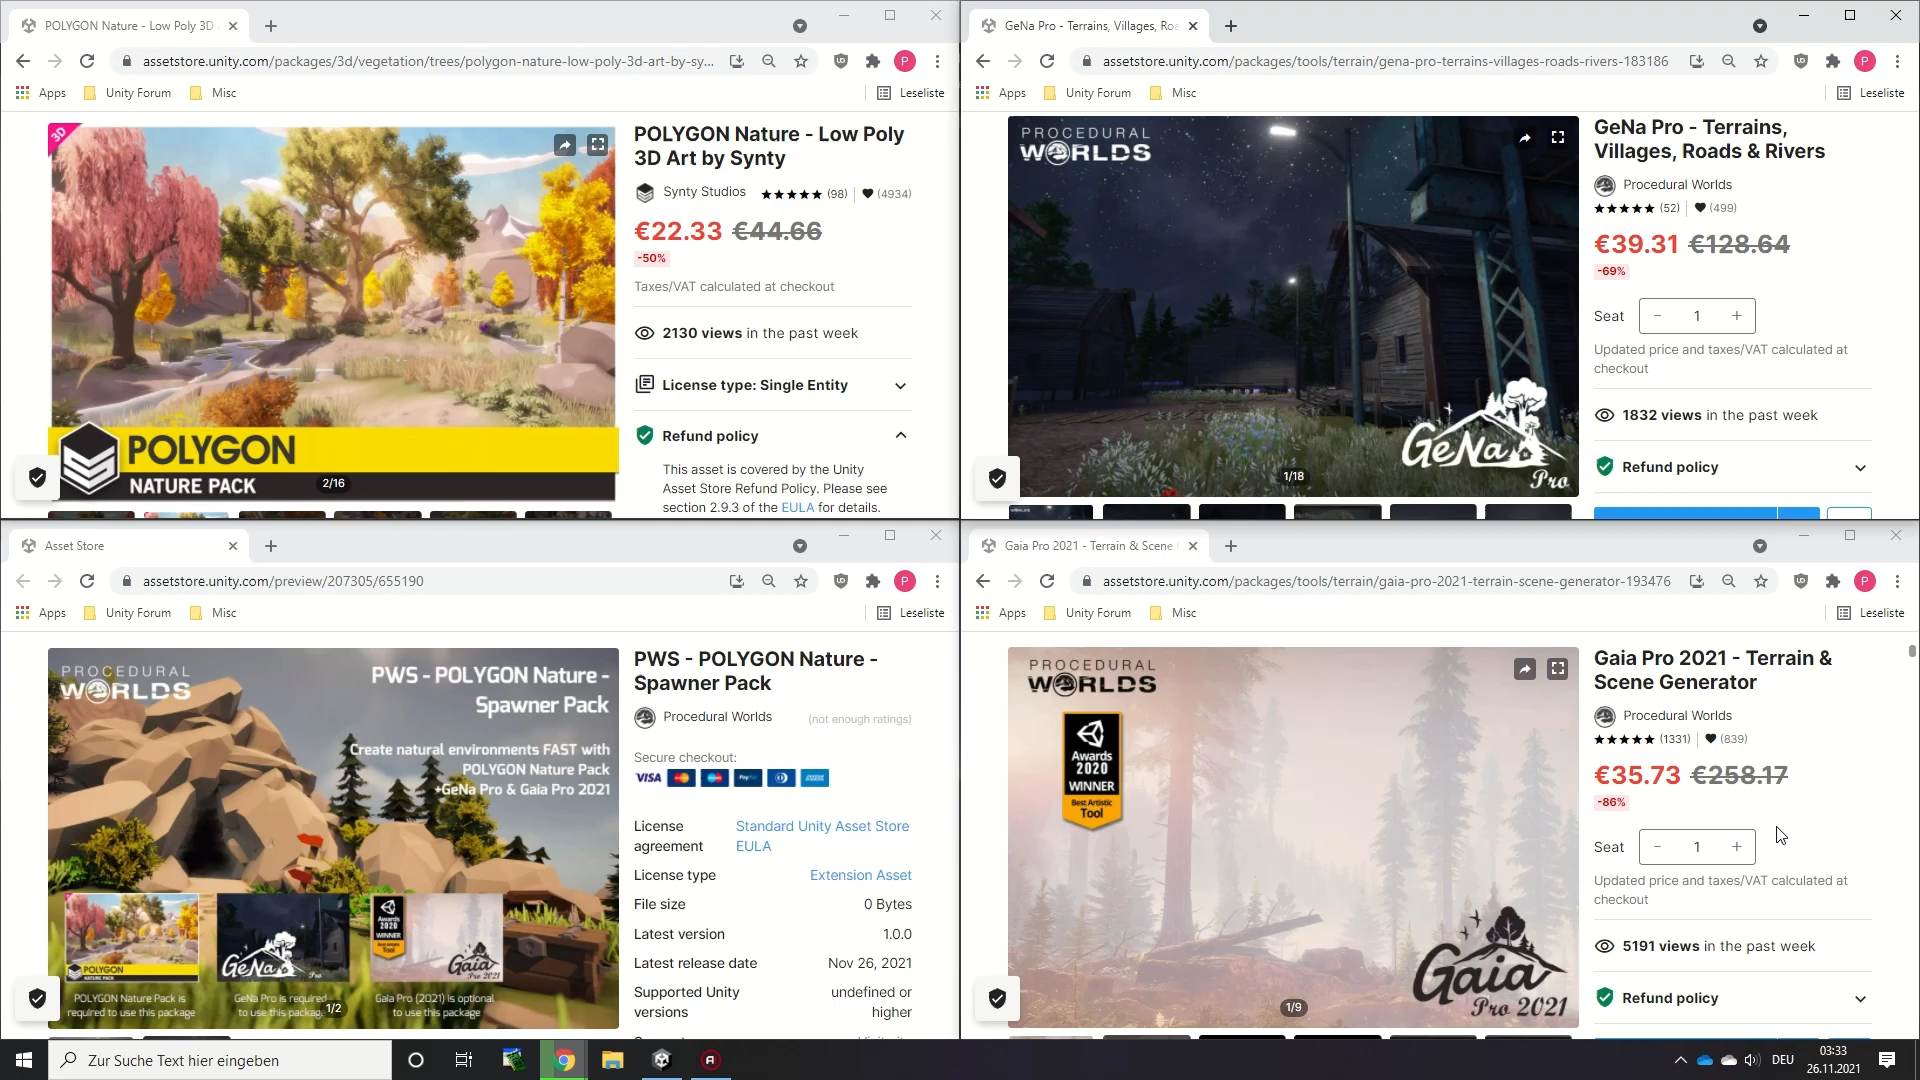 POLYGON Nature - Low Poly 3D
assetstore.unity.com/packages/3d/vegetation/trees/polygon-nature-low-poly-3d-art-by-sy...
Apps
Unity Forum
Misc
Leseliste
3D
POLYGON
NATURE PACK
2/16
POLYGON Nature - Low Poly
3D Art by Synty
Synty Studios
(98)
(4934)
€22.33 €44.66
-50%
Taxes/VAT calculated at checkout
2130 views in the past week
License type: Single Entity
Refund policy
This asset is covered by the Unity
Asset Store Refund Policy. Please see
section 2.9.3 of the EULA for details.
GeNa Pro - Terrains, Villages, Roa
assetstore.unity.com/packages/tools/terrain/gena-pro-terrains-villages-roads-rivers-183186
P
Apps
Unity Forum
Misc
Leseliste
PROCEDURAL
WORLDS
GeNa
Pro
1/18
GeNa Pro - Terrains,
Villages, Roads & Rivers
Procedural Worlds
(52)
(499)
€39.31 €128.64
-69%
Seat
- 1 +
Updated price and taxes/VAT calculated at
checkout
1832 views in the past week
Refund policy
Asset Store
assetstore.unity.com/preview/207305/655190
P
Apps
Unity Forum
Misc
Leseliste
PROCEDURAL
WORLDS
PWS - POLYGON Nature -
Spawner Pack
Create natural environments FAST with
POLYGON Nature Pack
+GeNa Pro & Gaia Pro 2021
POLYGON
NATURE PACK
GeNa
Pro
Awards
2020
WINNER
Gaia
Pro 2021
POLYGON Nature Pack is
required to use this package
GeNa Pro is required
to use this package
Gaia Pro (2021) is optional
to use this package
1/2
PWS - POLYGON Nature -
Spawner Pack
Procedural Worlds
(not enough ratings)
Secure checkout:
VISA
PayPal
License
agreement
Standard Unity Asset Store
EULA
License type
Extension Asset
File size
0 Bytes
Latest version
1.0.0
Latest release date
Nov 26, 2021
Supported Unity
versions
undefined or
higher
Gaia Pro 2021 - Terrain & Scene
assetstore.unity.com/packages/tools/terrain/gaia-pro-2021-terrain-scene-generator-193476
P
Apps
Unity Forum
Misc
Leseliste
PROCEDURAL
WORLDS
Awards
2020
WINNER
Best Artistic
Tool
Gaia
Pro 2021
1/9
Gaia Pro 2021 - Terrain &
Scene Generator
Procedural Worlds
(1331)
(839)
€35.73 €258.17
-86%
Seat
- 1 +
Updated price and taxes/VAT calculated at
checkout
5191 views in the past week
Refund policy
Zur Suche Text hier eingeben
DEU
03:33
26.11.2021